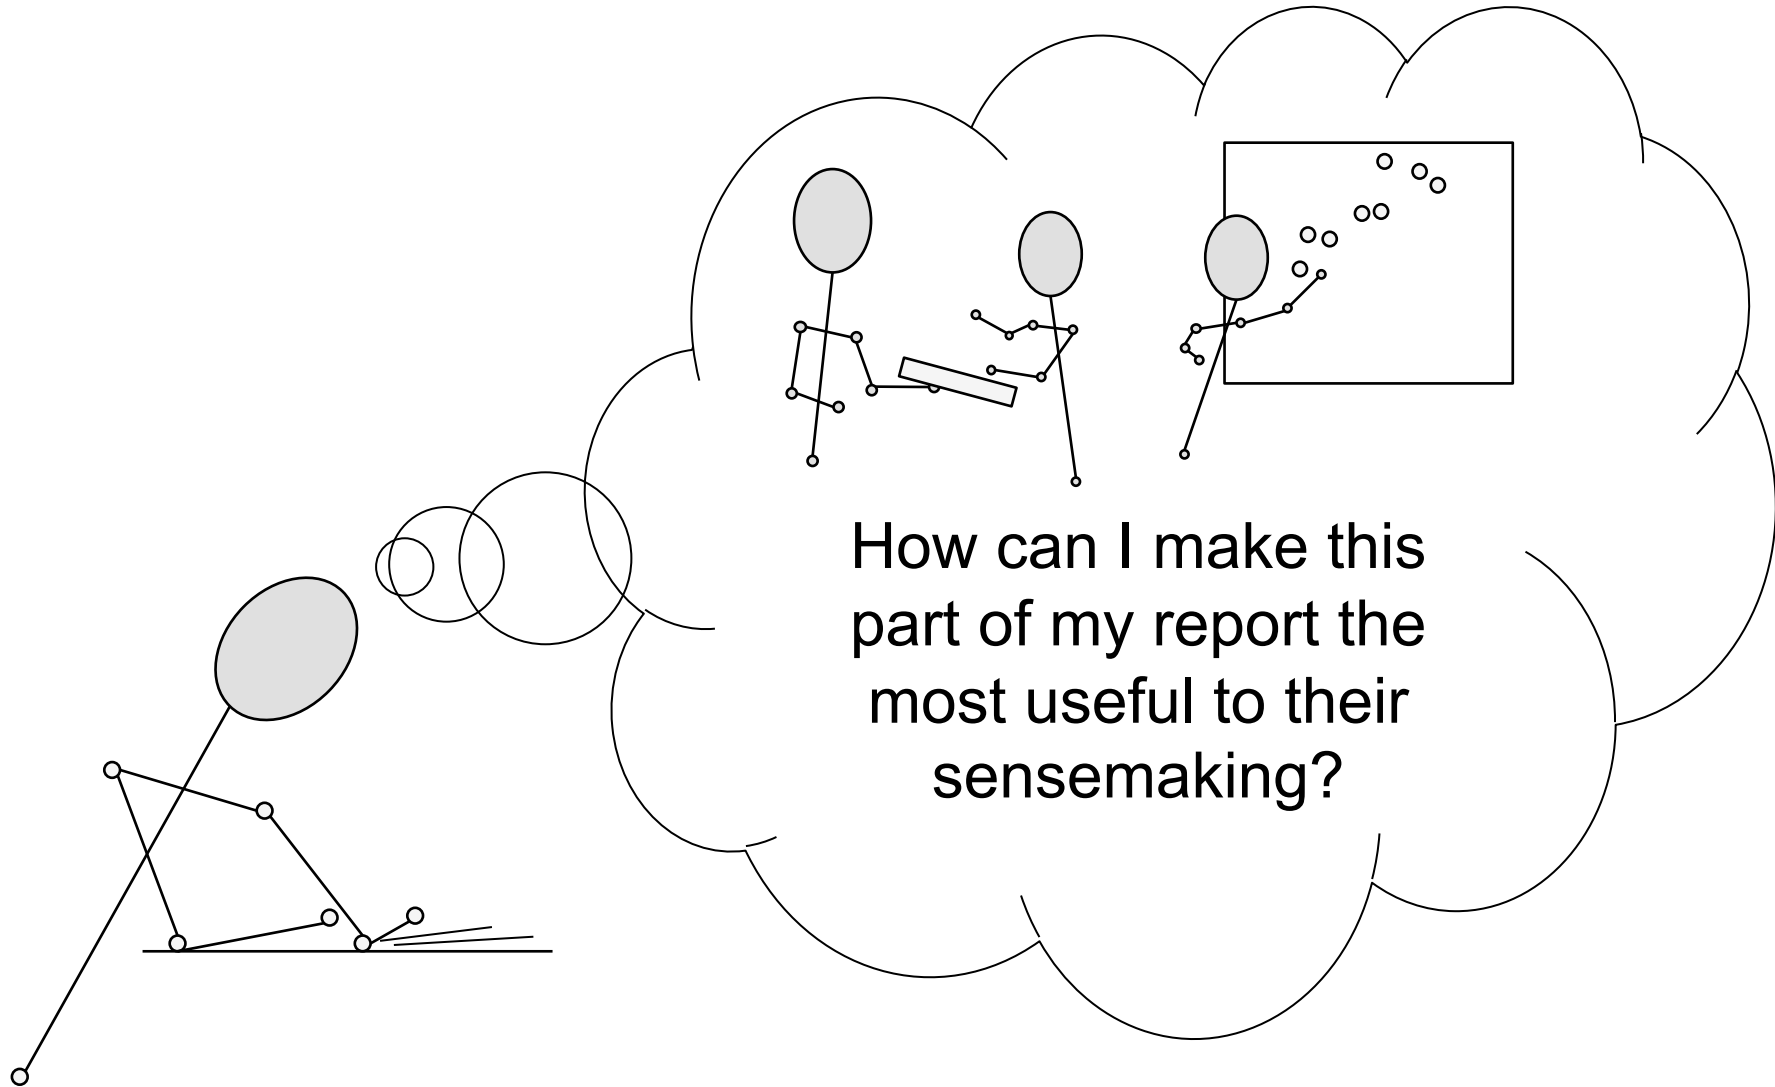 How can I make this
part of my report the
most useful to their
sensemaking?